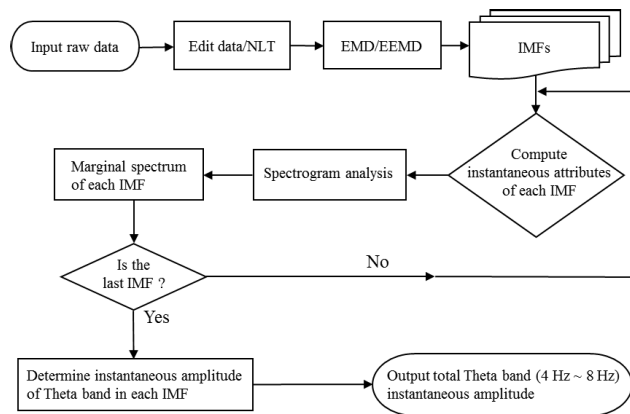 Input raw data
Edit data/NLT
EMD/EEMD
IMFs
Compute
instantaneous attributes
of each IMF
Spectrogram analysis
Marginal spectrum
of each IMF
Is the
last IMF ?
No
Yes
Determine instantaneous amplitude
of Theta band in each IMF
Output total Theta band (4 Hz ~ 8 Hz)
instantaneous amplitude